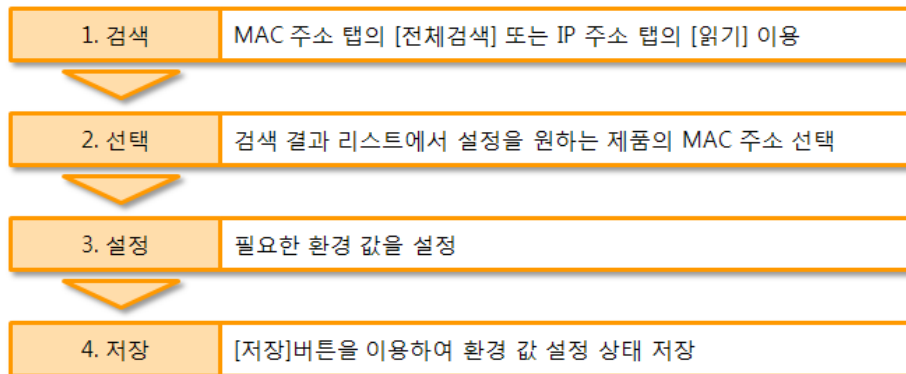 1. 검색 MAC 주소 탭의 [전체검색] 또는 IP 주소 탭의 [읽기] 이용
2. 선택 검색 결과 리스트에서 설정을 원하는 제품의 MAC 주소 선택
3. 설정 필요한 환경 값을 설정
4. 저장 [저장]버튼을 이용하여 환경 값 설정 상태 저장